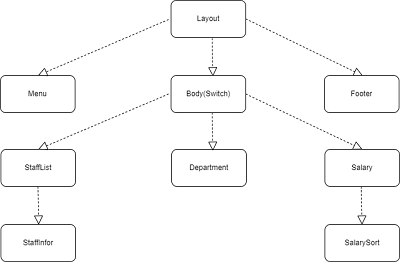 Layout
Menu
Body(Switch)
Footer
StaffList
Department
Salary
StaffInfor
SalarySort